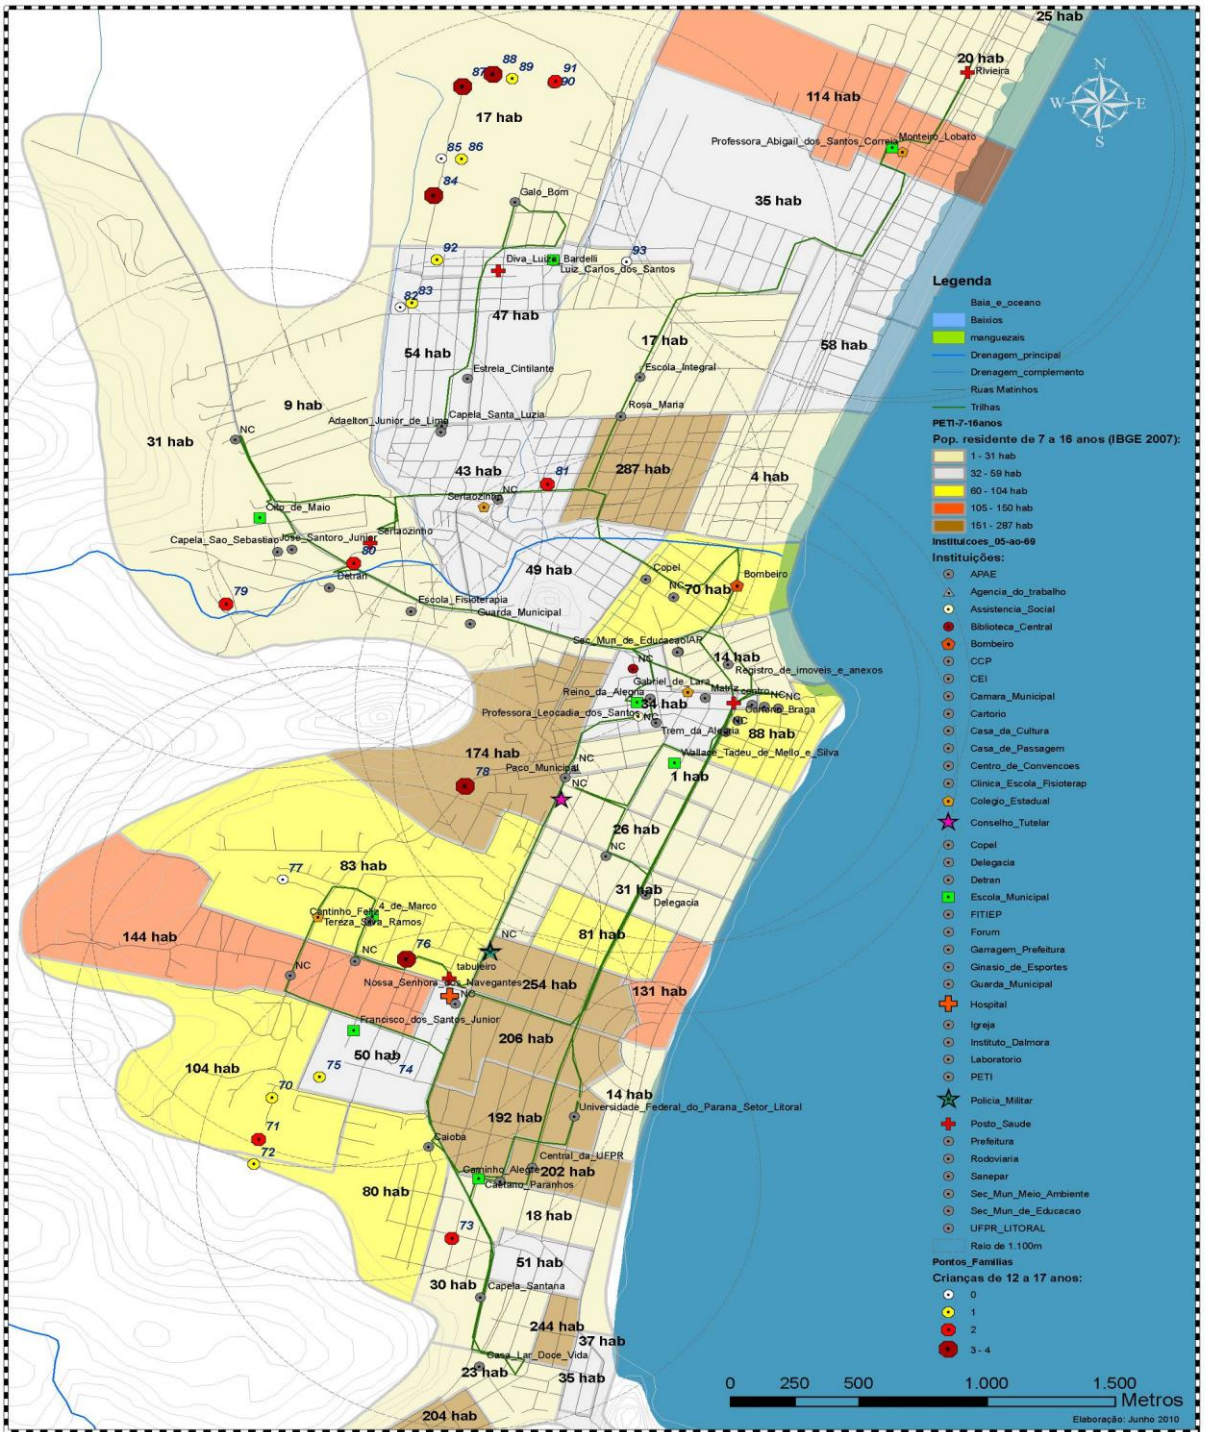 25 hab
88
89
91
20 hab
Rivieira
N
W E
S
87
90
17 hab
114 hab
Professora_Abigail_dos_Santos_Correia
Monteiro_Lobato
85 86
84
Galo_Bom
35 hab
92
Diva_Luiza_Bardelli
93
Luiz_Carlos_dos_Santos
82 83
47 hab
54 hab
17 hab
58 hab
Estrela_Cintilante
Escola_Integral
9 hab
31 hab
NC
Adaelton_Junior_de_Lima
Capela_Santa_Luzia
Rosa_Maria
43 hab
81
287 hab
4 hab
NC
Sertaozinho
Oito_de_Maio
Sertaozinho
Capela_Sao_Sebastiao
Jose_Santoro_Junior
80
Detran
79
49 hab
Copel
NC
70 hab
Bombeiro
Escola_Fisioterapia
Guarda_Municipal
Sec_Mun_de_Educacao
IAP
14 hab
NC
Registro_de_imoveis_e_anexos
Gabriel_de_Lara
Reino_da_Alegria
Matriz
centro
NC NC
Professora_Leocadia_dos_Santos
34 hab
NC
Cartorio_Braga
NC
Trem_da_Alegria
88 hab
174 hab
Wallace_Tadeu_de_Mello_e_Silva
Paco_Municipal
78
NC
1 hab
26 hab
NC
83 hab
77
31 hab
Delegacia
Cantinho_Feliz
4_de_Marco
Tereza_Silva_Ramos
144 hab
NC
81 hab
NC
76
NC
tabuleiro
Nossa_Senhora_dos_Navegantes
NC
254 hab
131 hab
Francisco_dos_Santos_Junior
206 hab
50 hab
74
104 hab
75
70
14 hab
192 hab
Universidade_Federal_do_Parana_Setor_Litoral
71
72
Caioba
Central_da_UFPR
Caminho_Alegre
202 hab
Caetano_Paranhos
80 hab
18 hab
73
51 hab
30 hab
Capela_Santana
244 hab
37 hab
Casa_Lar_Doce_Vida
23 hab
35 hab
204 hab
Legenda
Baia_e_oceano
Baixios
manguezais
Drenagem_principal
Drenagem_complemento
Ruas Matinhos
Trilhas
PETI-7-16anos
Pop. residente de 7 a 16 anos (IBGE 2007):
1 - 31 hab
32 - 59 hab
60 - 104 hab
105 - 150 hab
151 - 287 hab
Instituicoes_05-ao-69
Instituições:
APAE
Agencia_do_trabalho
Assistencia_Social
Biblioteca_Central
Bombeiro
CCP
CEI
Camara_Municipal
Cartorio
Casa_da_Cultura
Casa_de_Passagem
Centro_de_Convencoes
Clinica_Escola_Fisioterap
Colegio_Estadual
Conselho_Tutelar
Copel
Delegacia
Detran
Escola_Municipal
FITIEP
Forum
Garragem_Prefeitura
Ginasio_de_Esportes
Guarda_Municipal
Hospital
Igreja
Instituto_Dalmora
Laboratorio
PETI
Policia_Militar
Posto_Saude
Prefeitura
Rodoviaria
Sanepar
Sec_Mun_Meio_Ambiente
Sec_Mun_de_Educacao
UFPR_LITORAL
Raio de 1.100m
Pontos_Familias
Crianças de 12 a 17 anos:
0
1
2
3 - 4
0 250 500 1.000 1.500
Metros
Elaboração: Junho 2010